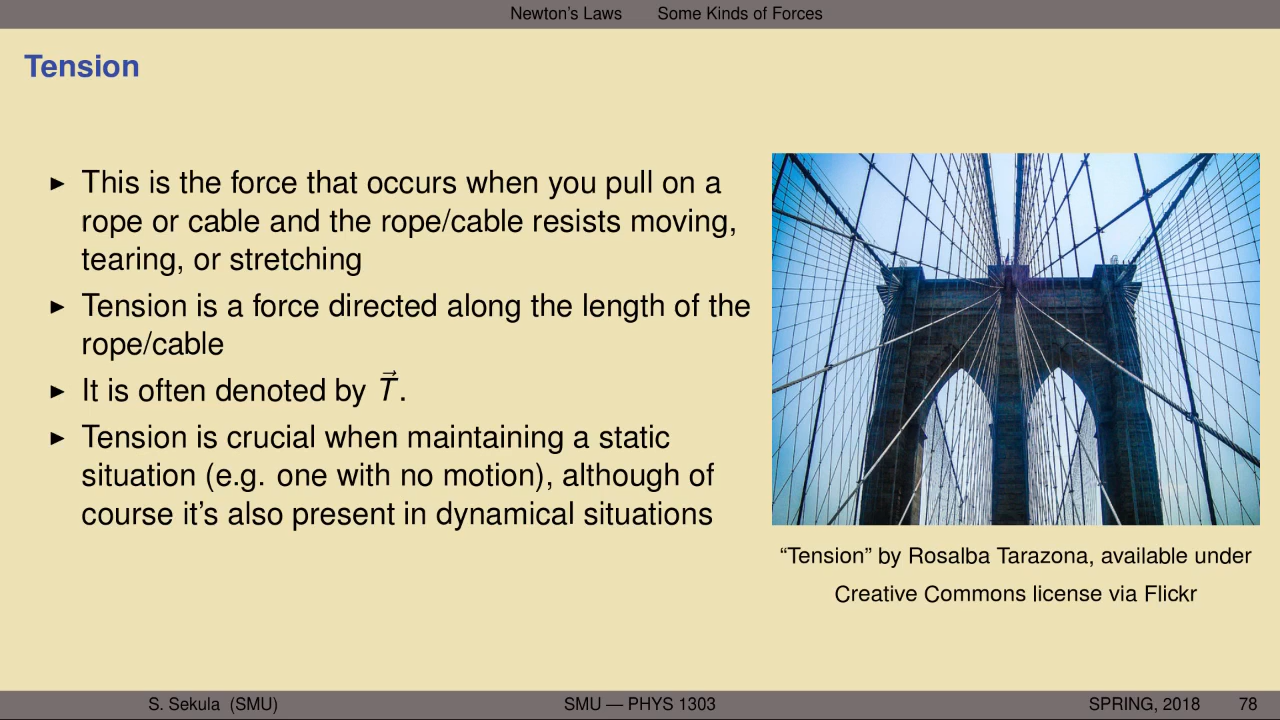 Newton's Laws Some Kinds of Forces
Tension
▶ This is the force that occurs when you pull on a
rope or cable and the rope/cable resists moving,
tearing, or stretching
▶ Tension is a force directed along the length of the
rope/cable
▶ It is often denoted by $\vec{T}$.
▶ Tension is crucial when maintaining a static
situation (e.g. one with no motion), although of
course it's also present in dynamical situations
“Tension” by Rosalba Tarazona, available under
Creative Commons license via Flickr
S. Sekula (SMU) SMU — PHYS 1303 SPRING, 2018 78